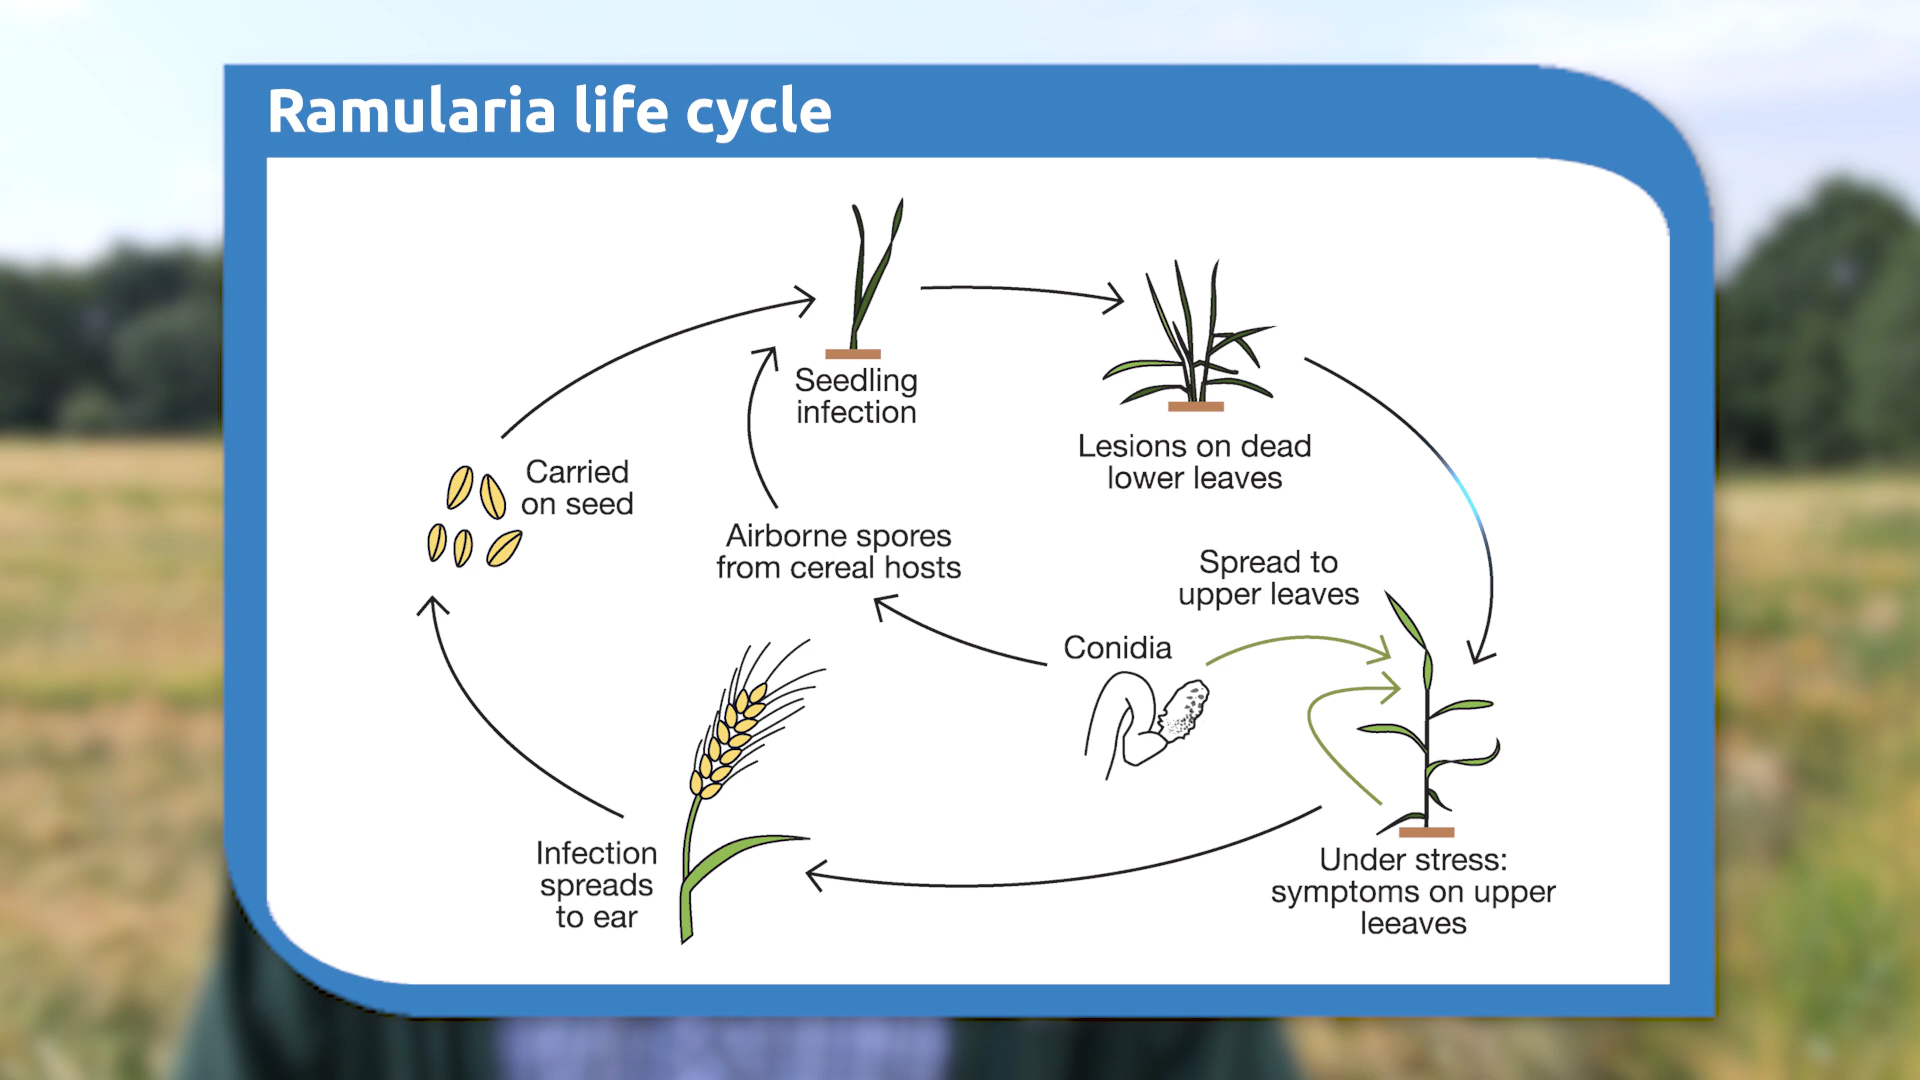 Ramularia life cycle
Seedling
infection
Lesions on dead
lower leaves
Carried
on seed
Airborne spores
from cereal hosts
Spread to
upper leaves
Conidia
Infection
spreads
to ear
Under stress:
symptoms on upper
leeaves